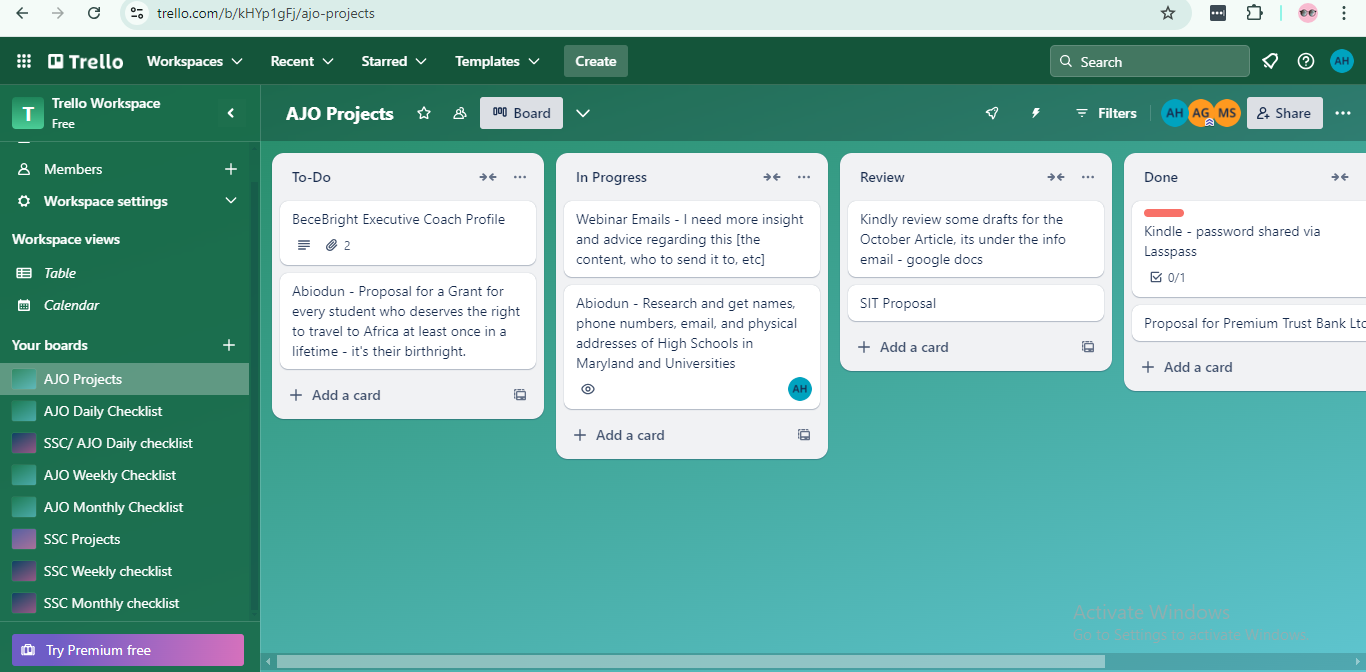 trello.com/b/kHYp1gFj/ajo-projects
Trello Workspaces Recent Starred Templates Create Search AH
T Trello Workspace
Free
AJO Projects Board Filters AH AG MS Share
Members
Workspace settings
Workspace views
Table
Calendar
Your boards
AJO Projects
AJO Daily Checklist
SSC/ AJO Daily checklist
AJO Weekly Checklist
AJO Monthly Checklist
SSC Projects
SSC Weekly checklist
SSC Monthly checklist
Try Premium free
To-Do
BeceBright Executive Coach Profile
2
Abiodun - Proposal for a Grant for
every student who deserves the right
to travel to Africa at least once in a
lifetime - it's their birthright.
Add a card
In Progress
Webinar Emails - I need more insight
and advice regarding this [the
content, who to send it to, etc]
Abiodun - Research and get names,
phone numbers, email, and physical
addresses of High Schools in
Maryland and Universities
AH
Add a card
Review
Kindly review some drafts for the
October Article, its under the info
email - google docs
SIT Proposal
Add a card
Done
Kindle - password shared via
Lasspass
0/1
Proposal for Premium Trust Bank Ltd
Add a card
Activate Windows
Go to Settings to activate Windows.